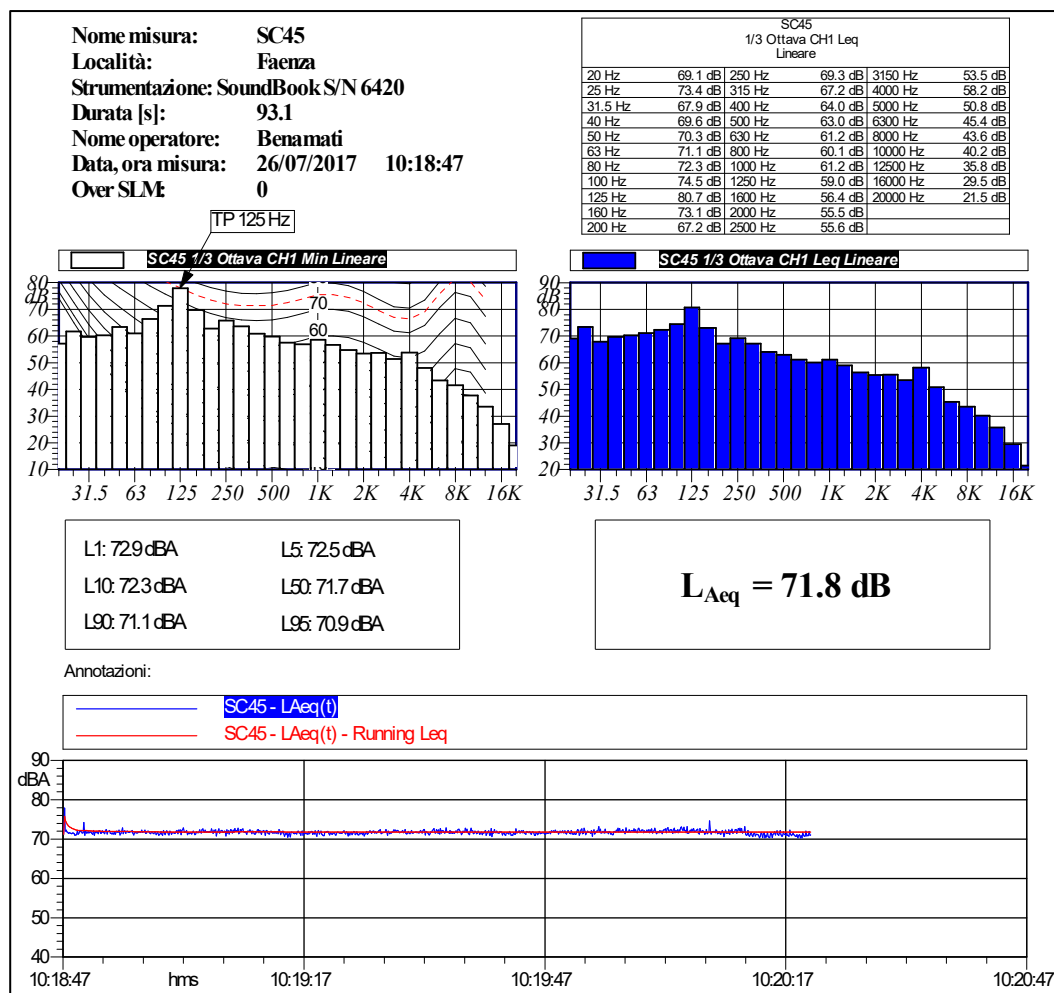 Nome misura: SC45
Località: Faenza
Strumentazione: SoundBook S/N 6420
Durata [s]: 93.1
Nome operatore: Benamati
Data, ora misura: 26/07/2017 10:18:47
Over SLM: 0
SC45
1/3 Ottava CH1 Leq
Lineare
20 Hz 69.1 dB 250 Hz 69.3 dB 3150 Hz 53.5 dB
25 Hz 73.4 dB 315 Hz 67.2 dB 4000 Hz 58.2 dB
31.5 Hz 67.9 dB 400 Hz 64.0 dB 5000 Hz 50.8 dB
40 Hz 69.6 dB 500 Hz 63.0 dB 6300 Hz 45.4 dB
50 Hz 70.3 dB 630 Hz 61.2 dB 8000 Hz 43.6 dB
63 Hz 71.1 dB 800 Hz 60.1 dB 10000 Hz 40.2 dB
80 Hz 72.3 dB 1000 Hz 61.2 dB 12500 Hz 35.8 dB
100 Hz 74.5 dB 1250 Hz 59.0 dB 16000 Hz 29.5 dB
125 Hz 80.7 dB 1600 Hz 56.4 dB 20000 Hz 21.5 dB
160 Hz 73.1 dB 2000 Hz 55.5 dB
200 Hz 67.2 dB 2500 Hz 55.6 dB
TP 125 Hz
SC45 1/3 Ottava CH1 Min Lineare
80
dB
70
60
50
40
30
20
10
70
60
31.5 63 125 250 500 1K 2K 4K 8K 16K
SC45 1/3 Ottava CH1 Leq Lineare
90
dB
80
70
60
50
40
30
20
31.5 63 125 250 500 1K 2K 4K 8K 16K
L1: 72.9 dBA L5: 72.5 dBA
L10: 72.3 dBA L50: 71.7 dBA
L90: 71.1 dBA L95: 70.9 dBA
LAeq = 71.8 dB
Annotazioni:
SC45 - LAeq(t)
SC45 - LAeq(t) - Running Leq
90
dBA
80
70
60
50
40
10:18:47 hms 10:19:17 10:19:47 10:20:17 10:20:47